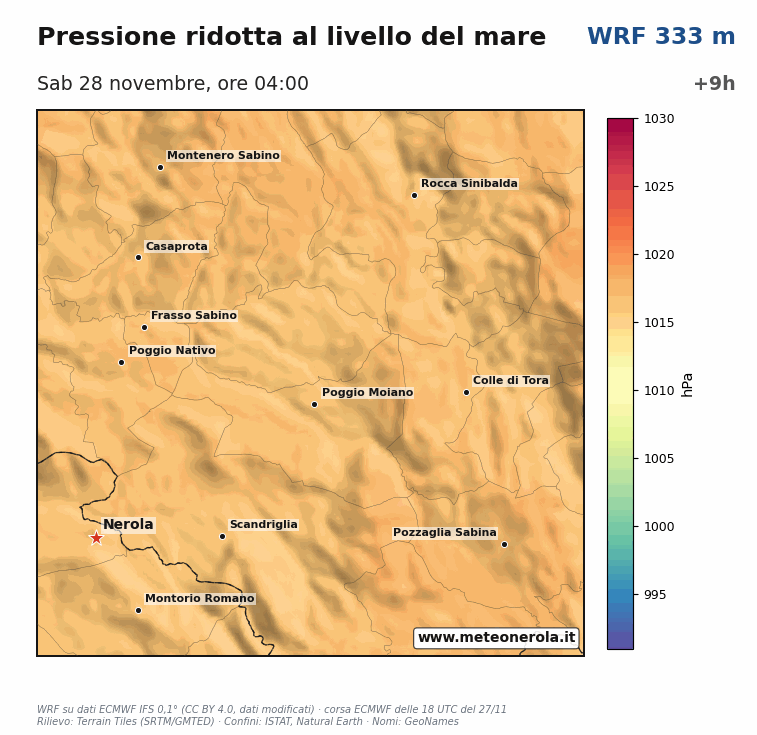 Pressione ridotta al livello del mare
WRF 333 m
Sab 28 novembre, ore 04:00
+9h
Montenero Sabino
Rocca Sinibalda
Casaprota
Frasso Sabino
Poggio Nativo
Colle di Tora
Poggio Moiano
Nerola
Scandriglia
Pozzaglia Sabina
Montorio Romano
www.meteonerola.it
1030
1025
1020
1015
1010
1005
1000
995
hPa
WRF su dati ECMWF IFS 0,1° (CC BY 4.0, dati modificati) · corsa ECMWF delle 18 UTC del 27/11
Rilievo: Terrain Tiles (SRTM/GMTED) · Confini: ISTAT, Natural Earth · Nomi: GeoNames